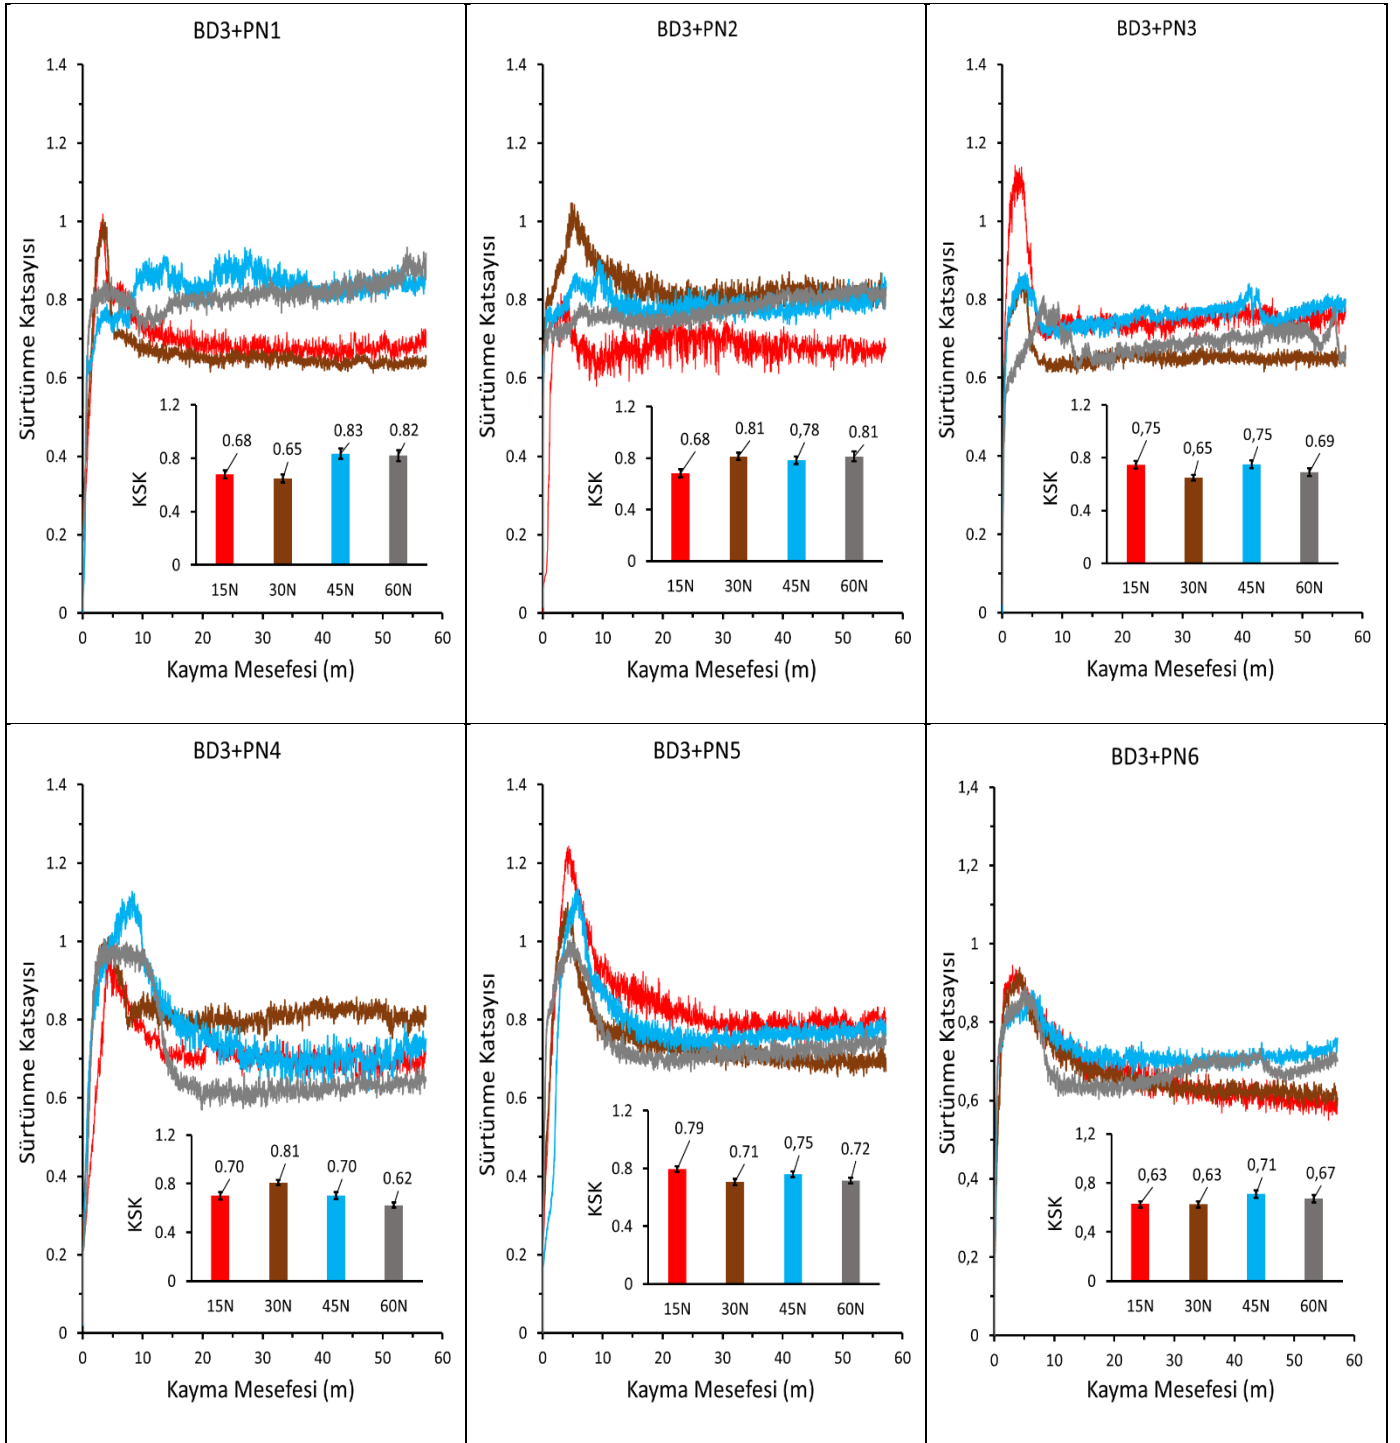 BD3+PN1
1.4
1.2
1
0.8
0.6
0.4
0.2
0
Sürtünme Katsayısı
1.2
0.8
0.4
0
KSK
0.68
0.65
0.83
0.82
15N 30N 45N 60N
0 10 20 30 40 50 60
Kayma Mesefesi (m)
BD3+PN2
1.4
1.2
1
0.8
0.6
0.4
0.2
0
Sürtünme Katsayısı
1.2
0.8
0.4
0
KSK
0.68
0.81
0,78
0.81
15N 30N 45N 60N
0 10 20 30 40 50 60
Kayma Mesefesi (m)
BD3+PN3
1.4
1.2
1
0.8
0.6
0.4
0.2
0
Sürtünme Katsayısı
1.2
0.8
0.4
0
KSK
0,75
0,65
0,75
0.69
15N 30N 45N 60N
0 10 20 30 40 50 60
Kayma Mesefesi (m)
BD3+PN4
1.4
1.2
1
0.8
0.6
0.4
0.2
0
Sürtünme Katsayısı
1.2
0.8
0.4
0
KSK
0.70
0.81
0.70
0.62
15N 30N 45N 60N
0 10 20 30 40 50 60
Kayma Mesefesi (m)
BD3+PN5
1.4
1.2
1
0.8
0.6
0.4
0.2
0
Sürtünme Katsayısı
1.2
0.8
0.4
0
KSK
0.79
0.71
0,75
0.72
15N 30N 45N 60N
0 10 20 30 40 50 60
Kayma Mesefesi (m)
BD3+PN6
1,4
1,2
1
0,8
0,6
0,4
0,2
0
Sürtünme Katsayısı
1,2
0,8
0,4
0
KSK
0,63
0,63
0,71
0,67
15N 30N 45N 60N
0 10 20 30 40 50 60
Kayma Mesefesi (m)